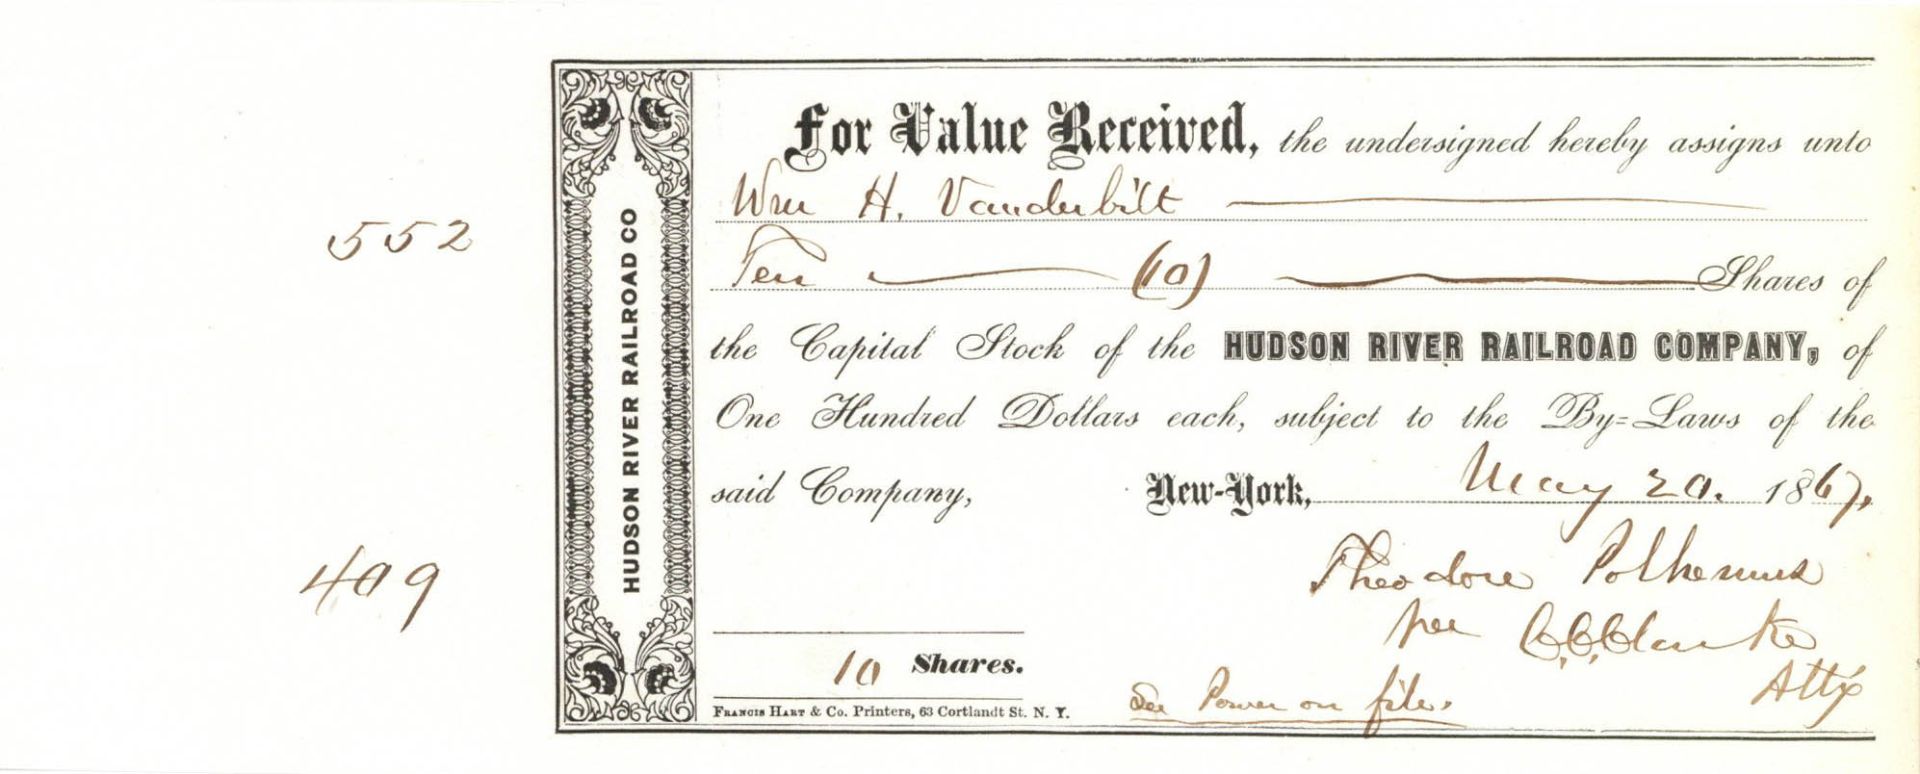 552
409
HUDSON RIVER RAILROAD CO
For Value Received, the undersigned hereby assigns unto
Wm H. Vanderbilt
Ten (10) Shares of
the Capital Stock of the HUDSON RIVER RAILROAD COMPANY, of
One Hundred Dollars each, subject to the By=Laws of the
said Company, New-York, May 20. 1867,
Theodore Polhemus
per C.C. Clarke
Atty
10 Shares.
See Power on file.
Francis Hart & Co. Printers, 63 Cortlandt St. N. Y.